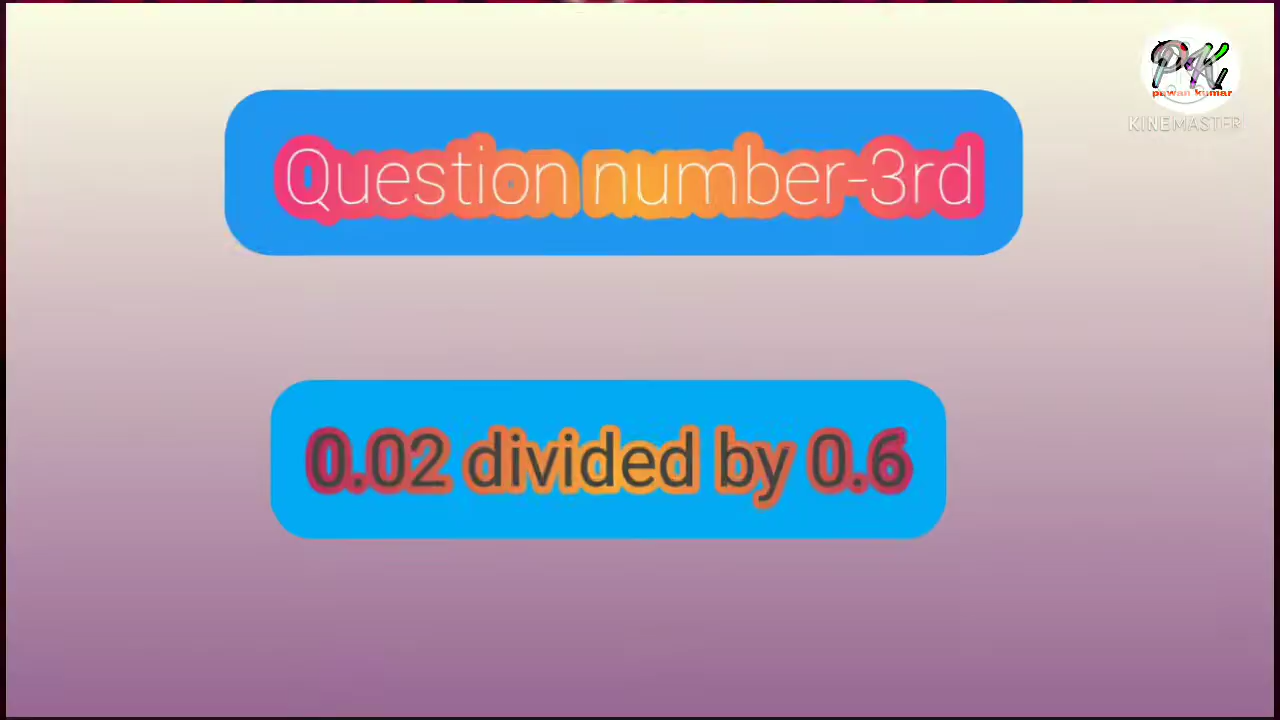 PK
pawan kumar
KINEMASTER
Question number-3rd
0.02 divided by 0.6